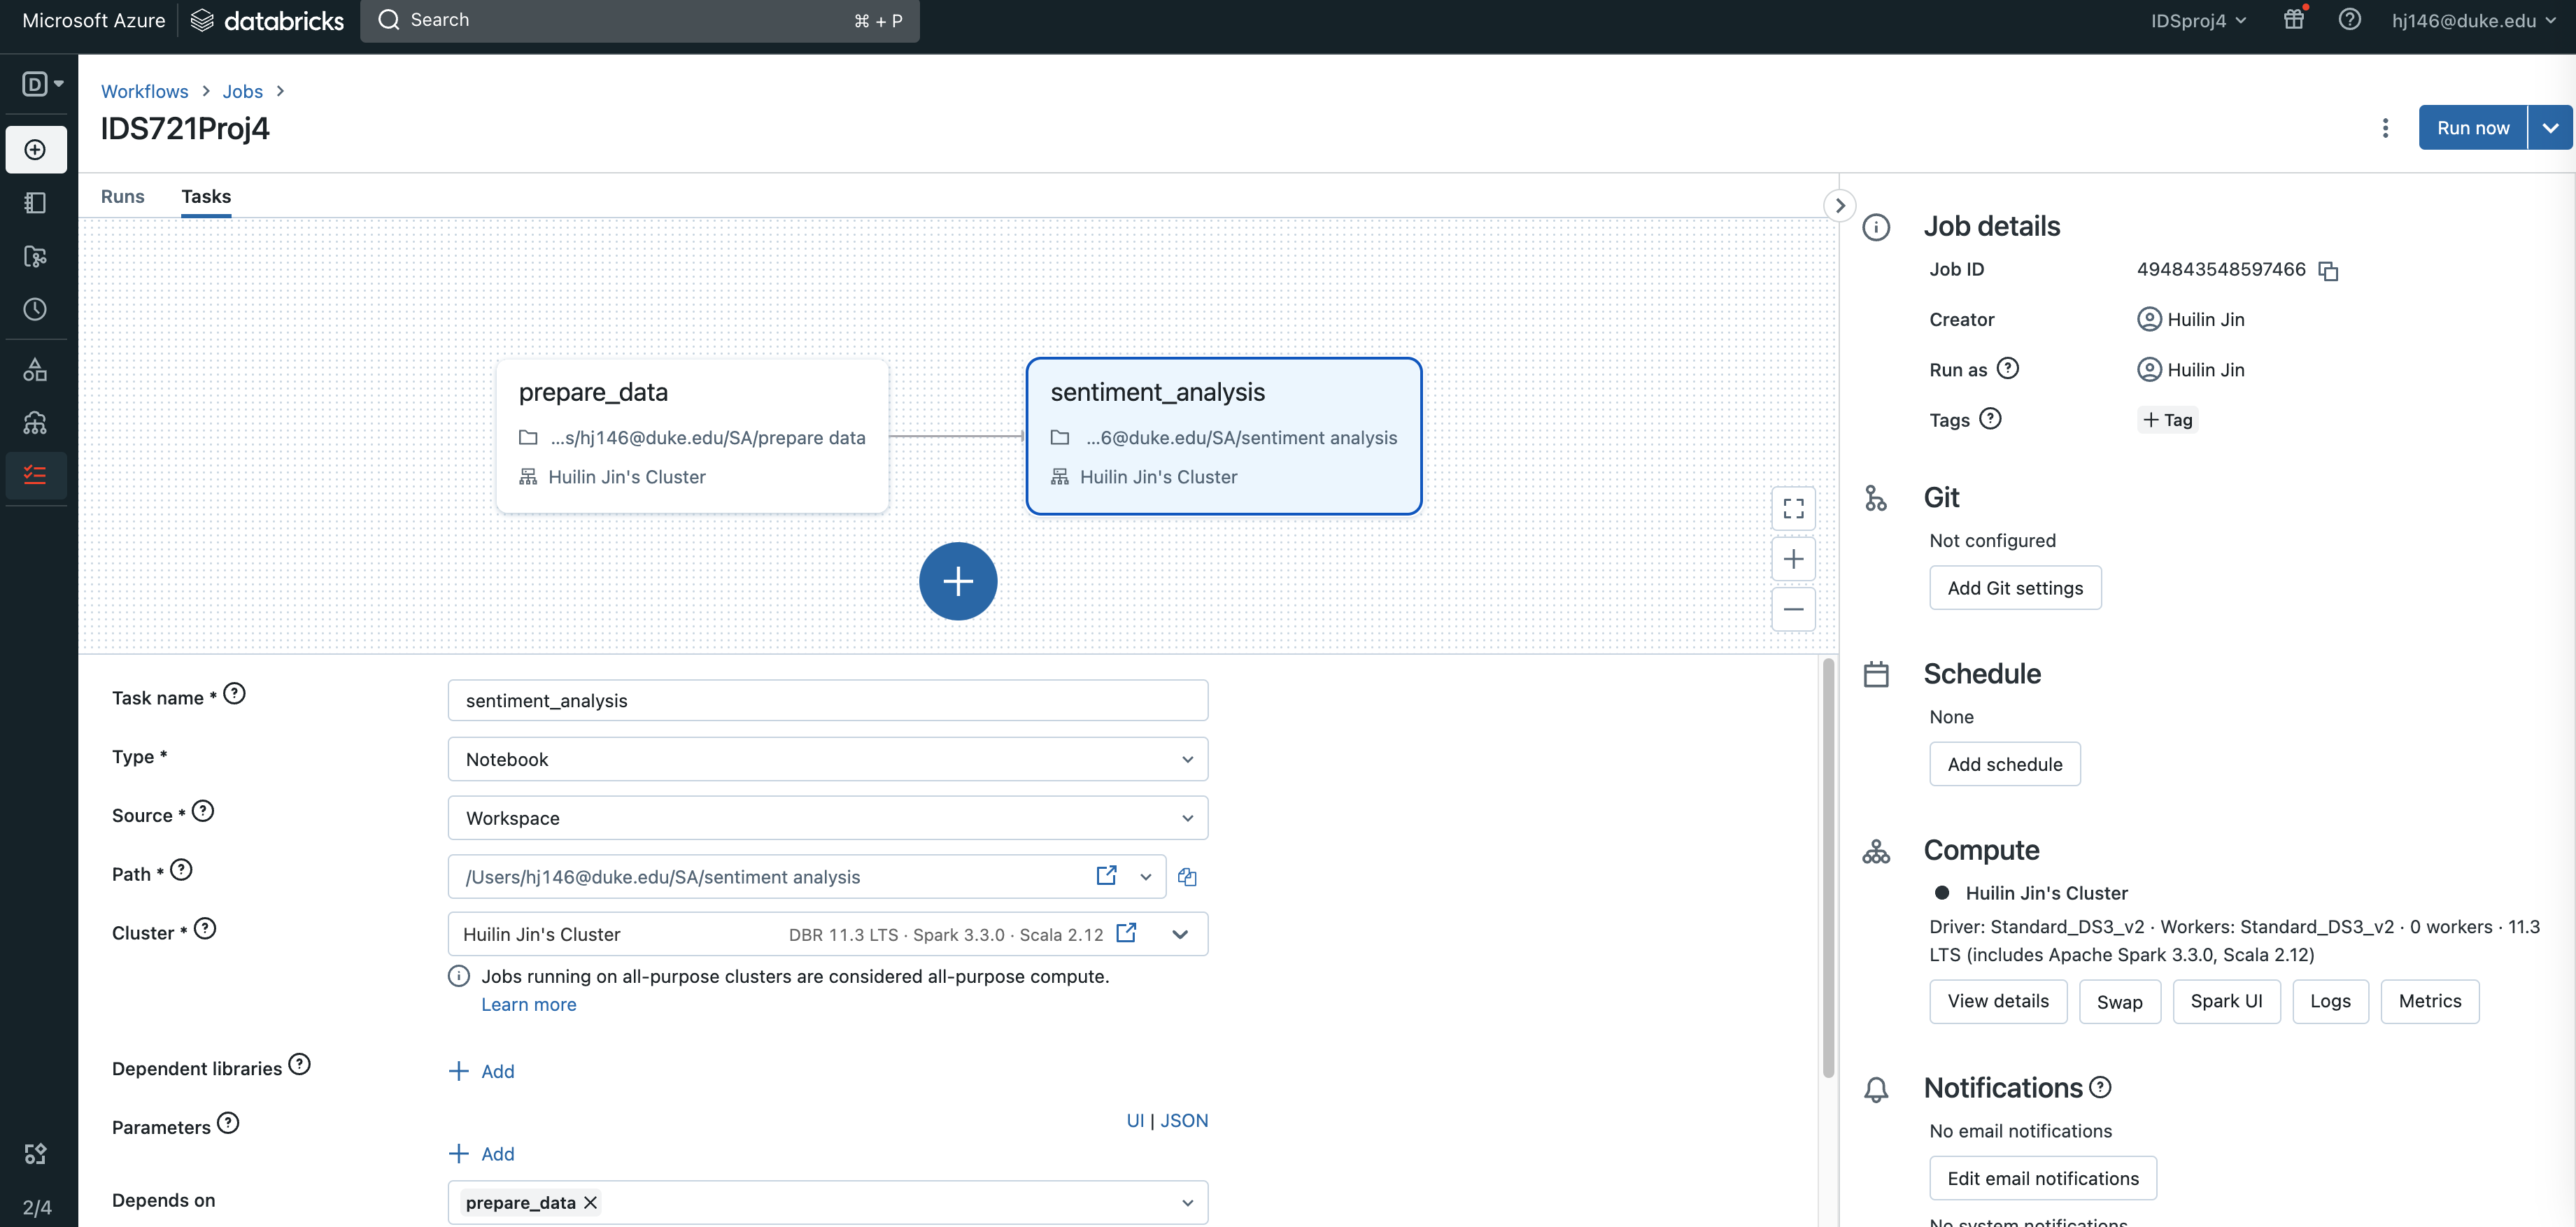 Microsoft Azure databricks Search ⌘ + P IDSproj4 hj146@duke.edu
D
Workflows > Jobs >
IDS721Proj4
Run now
Runs Tasks
prepare_data
...s/hj146@duke.edu/SA/prepare data
Huilin Jin's Cluster
sentiment_analysis
...6@duke.edu/SA/sentiment analysis
Huilin Jin's Cluster
Task name * sentiment_analysis
Type * Notebook
Source * Workspace
Path * /Users/hj146@duke.edu/SA/sentiment analysis
Cluster * Huilin Jin's Cluster DBR 11.3 LTS · Spark 3.3.0 · Scala 2.12
Jobs running on all-purpose clusters are considered all-purpose compute.
Learn more
Dependent libraries + Add
Parameters UI | JSON
+ Add
Depends on prepare_data
2/4
Job details
Job ID 494843548597466
Creator Huilin Jin
Run as Huilin Jin
Tags + Tag
Git
Not configured
Add Git settings
Schedule
None
Add schedule
Compute
Huilin Jin's Cluster
Driver: Standard_DS3_v2 · Workers: Standard_DS3_v2 · 0 workers · 11.3
LTS (includes Apache Spark 3.3.0, Scala 2.12)
View details Swap Spark UI Logs Metrics
Notifications
No email notifications
Edit email notifications
No system notifications